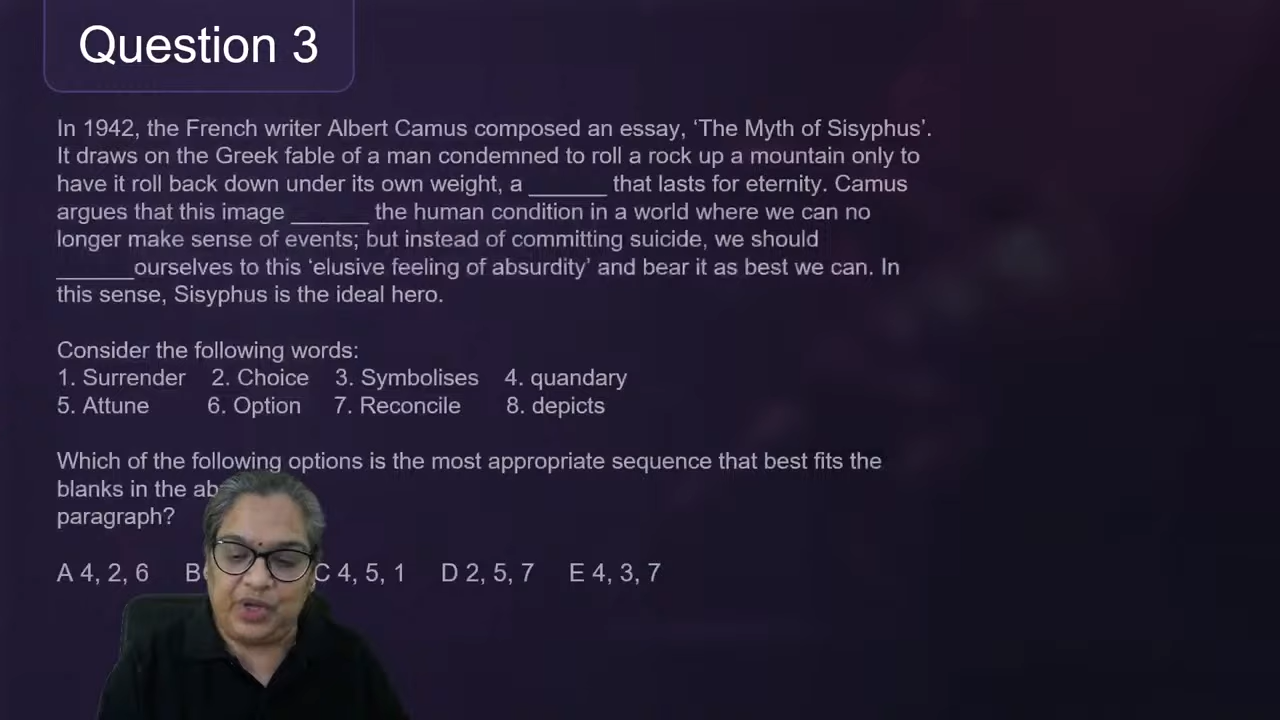 Question 3
In 1942, the French writer Albert Camus composed an essay, ‘The Myth of Sisyphus’.
It draws on the Greek fable of a man condemned to roll a rock up a mountain only to
have it roll back down under its own weight, a ______ that lasts for eternity. Camus
argues that this image ______ the human condition in a world where we can no
longer make sense of events; but instead of committing suicide, we should
______ourselves to this ‘elusive feeling of absurdity’ and bear it as best we can. In
this sense, Sisyphus is the ideal hero.
Consider the following words:
1. Surrender 2. Choice 3. Symbolises 4. quandary
5. Attune 6. Option 7. Reconcile 8. depicts
Which of the following options is the most appropriate sequence that best fits the
blanks in the
paragraph?
A 4, 2, 6 B C 4, 5, 1 D 2, 5, 7 E 4, 3, 7